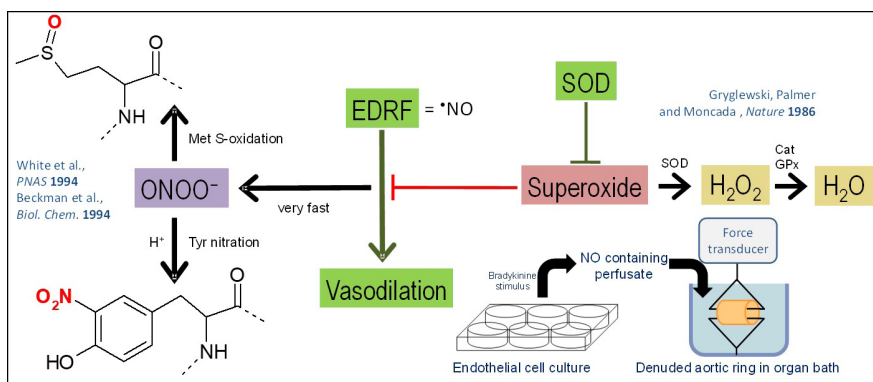 O
S
O
NH
Met S-oxidation
White et al.,
PNAS 1994
Beckman et al.,
Biol. Chem. 1994
ONOO⁻
very fast
H⁺
Tyr nitration
O₂N
O
HO
NH
EDRF
= •NO
SOD
Gryglewski, Palmer
and Moncada , Nature 1986
Superoxide
SOD
H₂O₂
Cat
GPx
H₂O
Vasodilation
Bradykinine
stimulus
NO containing
perfusate
Force
transducer
Endothelial cell culture
Denuded aortic ring in organ bath